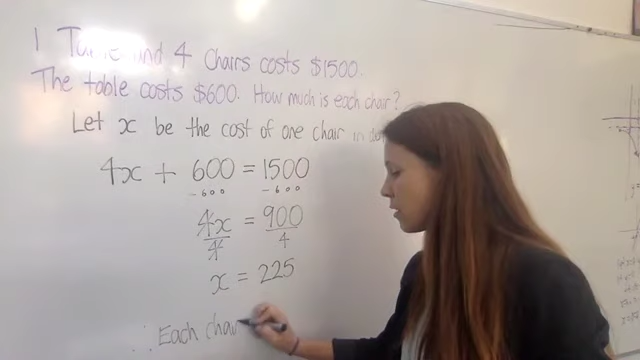 1 Table and 4 Chairs costs $1500.
The table costs $600. How much is each chair?
Let x be the cost of one chair in
4x + 600 = 1500
-600 -600
4x = 900
4 4
x = 225
∴ Each chair